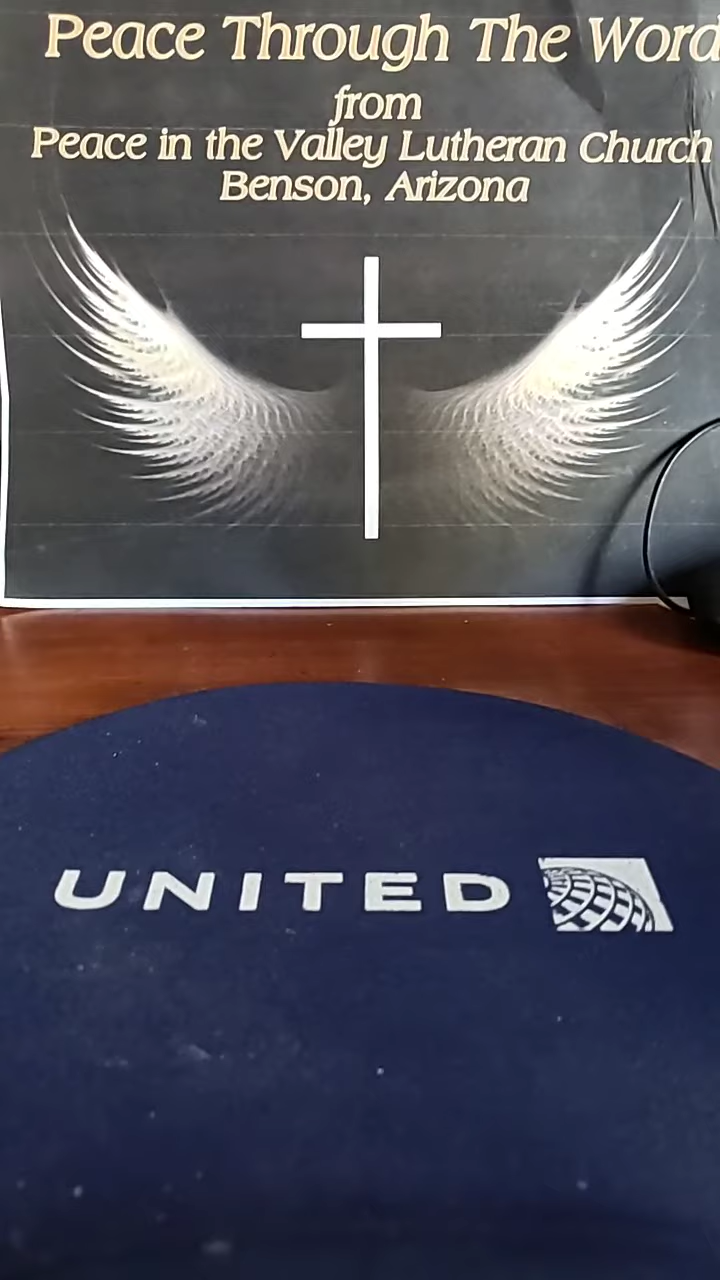 Peace Through The Word
from
Peace in the Valley Lutheran Church
Benson, Arizona
UNITED